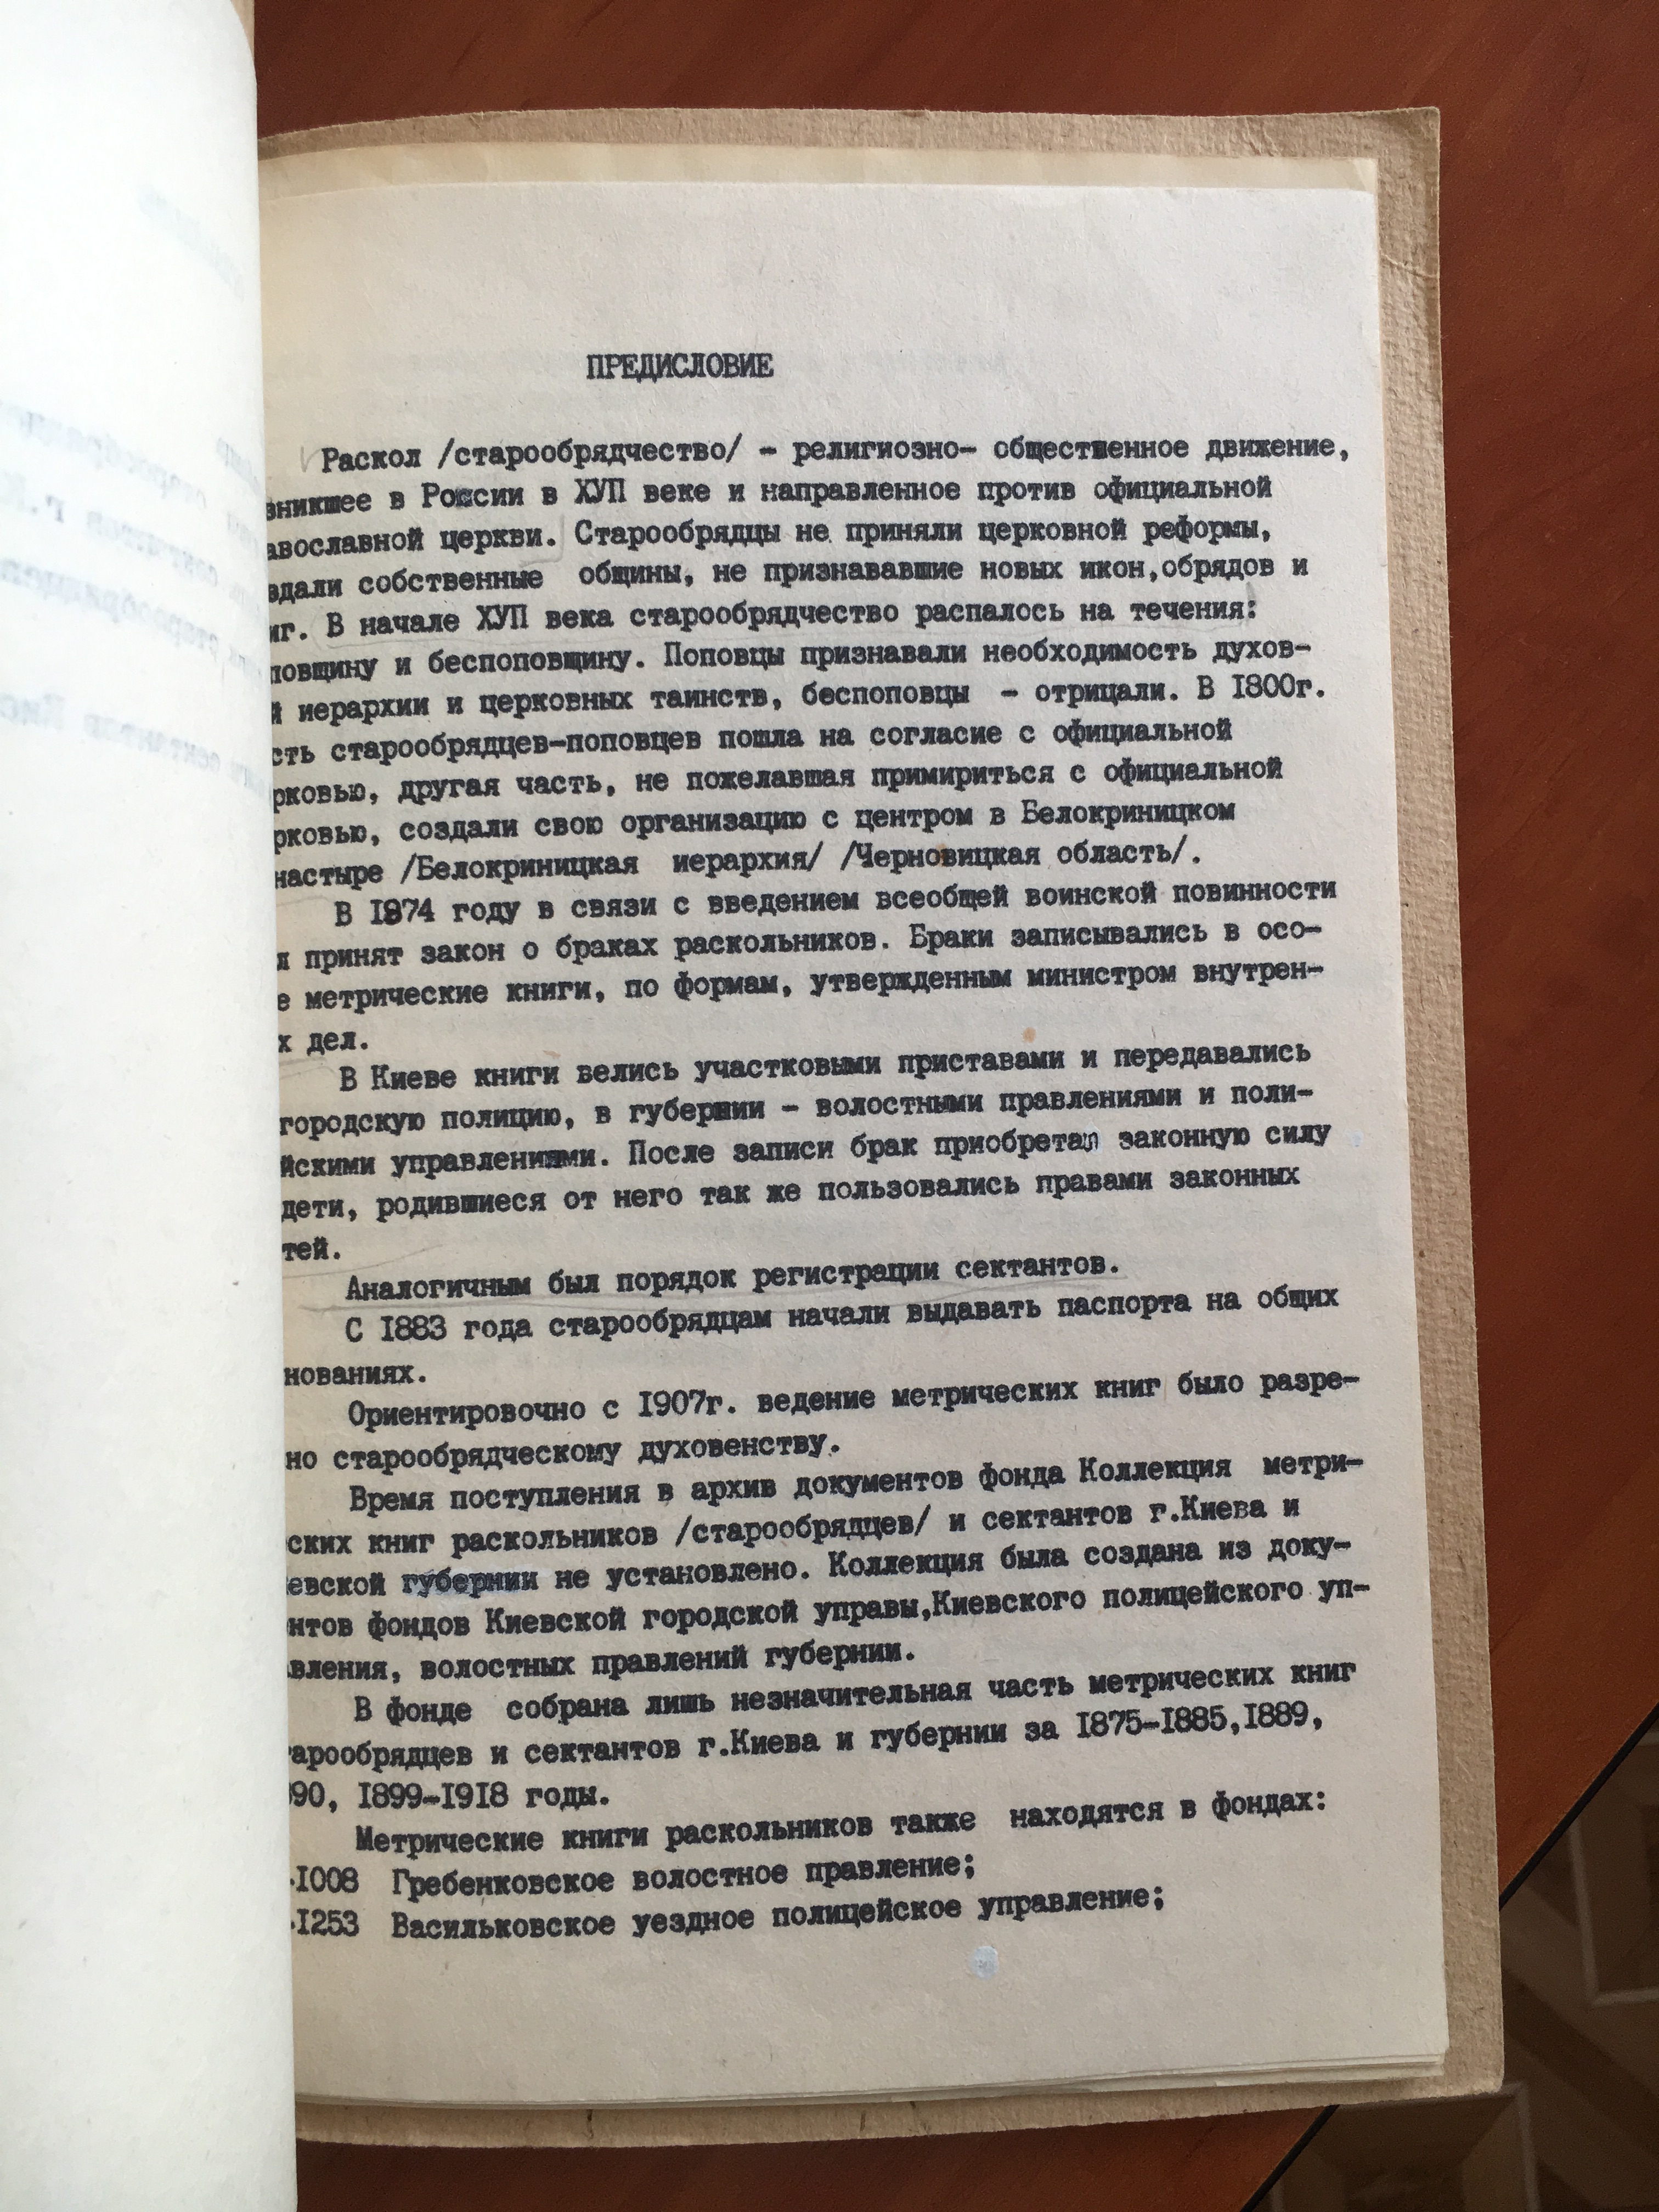 ПРЕДИСЛОВИЕ
Раскол /старообрядчество/ - религиозно- общественное движение,
зникшее в России в ХУП веке и направленное против официальной
авославной церкви. Старообрядцы не приняли церковной реформы,
здали собственные общины, не признававшие новых икон,обрядов и
иг. В начале ХУП века старообрядчество распалось на течения:
повщину и беспоповщину. Поповцы признавали необходимость духов-
й иерархии и церковных таинств, беспоповцы - отрицали. В I800г.
сть старообрядцев-поповцев пошла на согласие с официальной
рковью, другая часть, не пожелавшая примириться с официальной
рковью, создали свою организацию с центром в Белокриницком
настыре /Белокриницкая иерархия/ /Черновицкая область/.
В I874 году в связи с введением всеобщей воинской повинности
л принят закон о браках раскольников. Браки записывались в осо-
е метрические книги, по формам, утвержденным министром внутрен-
х дел.
В Киеве книги велись участковыми приставами и передавались
городскую полицию, в губернии - волостными правлениями и поли-
йскими управлениями. После записи брак приобретал законную силу
дети, родившиеся от него так же пользовались правами законных
тей.
Аналогичным был порядок регистрации сектантов.
С I883 года старообрядцам начали выдавать паспорта на общих
нованиях.
Ориентировочно с I907г. ведение метрических книг было разре-
но старообрядческому духовенству.
Время поступления в архив документов фонда Коллекция метри-
ских книг раскольников /старообрядцев/ и сектантов г.Киева и
евской губернии не установлено. Коллекция была создана из доку-
нтов фондов Киевской городской управы,Киевского полицейского уп-
авления, волостных правлений губернии.
В фонде собрана лишь незначительная часть метрических книг
тарообрядцев и сектантов г.Киева и губернии за I875-I885,I889,
90, I899-I9I8 годы.
Метрические книги раскольников также находятся в фондах:
-I008 Гребенковское волостное правление;
-I253 Васильковское уездное полицейское управление;